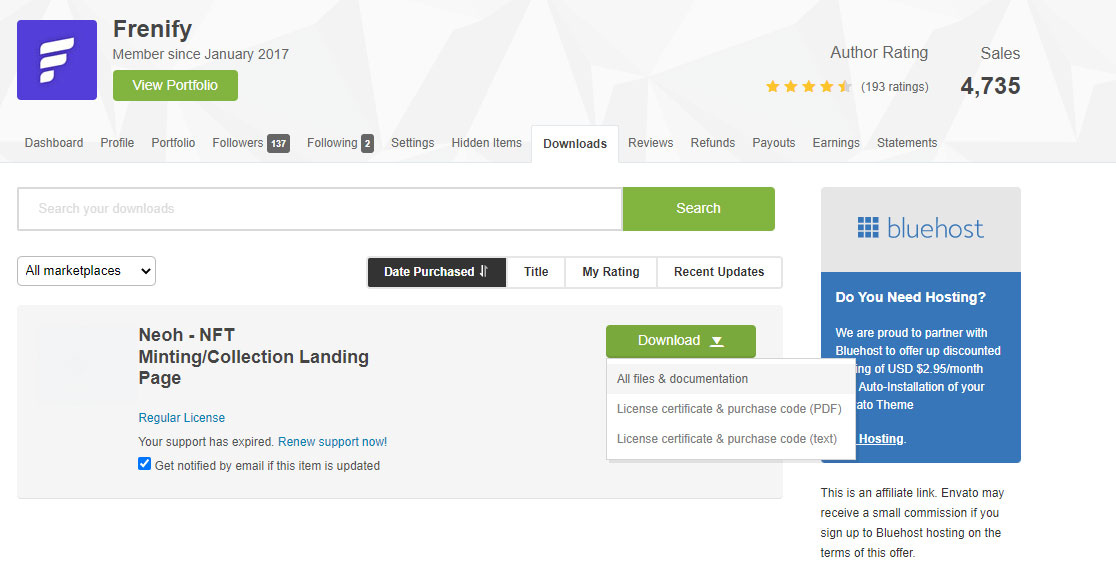 Frenify
Member since January 2017
View Portfolio
Author Rating
(193 ratings)
Sales
4,735
Dashboard Profile Portfolio Followers 137 Following 2 Settings Hidden Items Downloads Reviews Refunds Payouts Earnings Statements
Search your downloads
Search
All marketplaces
Date Purchased Title My Rating Recent Updates
Neoh - NFT
Minting/Collection Landing
Page
Regular License
Your support has expired. Renew support now!
Get notified by email if this item is updated
Download
All files & documentation
License certificate & purchase code (PDF)
License certificate & purchase code (text)
bluehost
Do You Need Hosting?
We are proud to partner with
Bluehost to offer up discounted
of USD $2.95/month
Auto-Installation of your
Theme
Hosting.
This is an affiliate link. Envato may
receive a small commission if you
sign up to Bluehost hosting on the
terms of this offer.